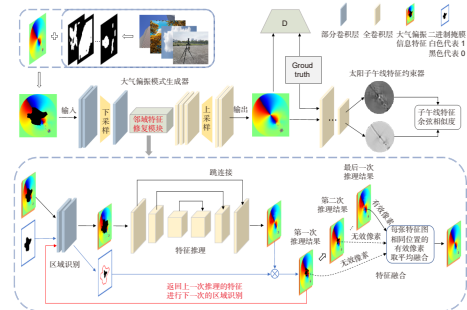 D
部分卷积层 全卷积层 大气偏振 二进制掩膜
信息特征 白色代表 1
黑色代表 0
Groud
truth
大气偏振模式生成器
太阳子午线特征约束器
输入
下采样
邻域特征
修复模块
上采样
输出
...
子午线特征
余弦相似度
跳连接
特征推理
区域识别
最后一次
推理结果
第二次
推理结果
第一次
推理结果
有效像素
无效像素
无效像素
每张特征图
相同位置的
有效像素
取平均融合
特征融合
返回上一次推理的特征
进行下一次的区域识别